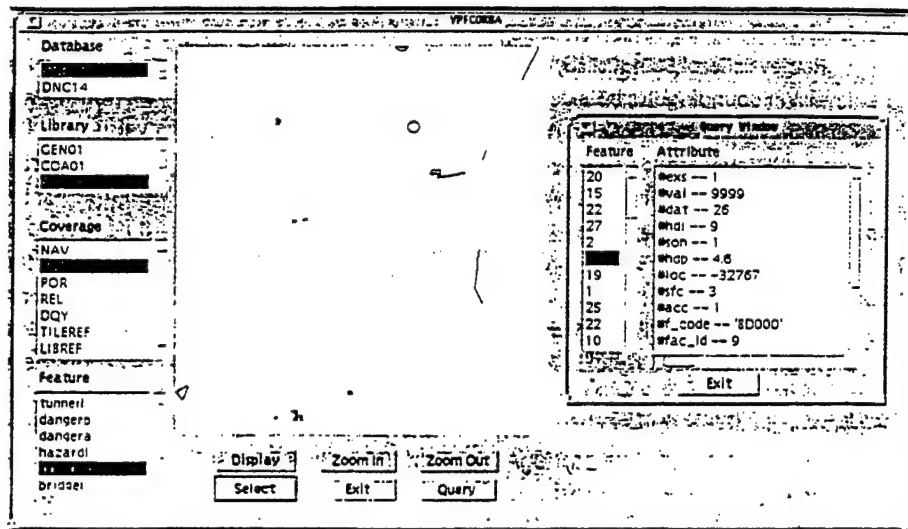 VPFCORBA
Database
DNC14
Library
GEN01
COA01
Coverage
NAV
POR
REL
DQY
TILEREF
LIBREF
Feature
tunnell
dangerp
dangera
hazardl
bridgel
Display
Zoom In
Zoom Out
Select
Exit
Query
Query Window
Feature
Attribute
20
15
22
27
2
19
1
25
22
10
#exs -- 1
#val -- 9999
#dat -- 26
#hdi -- 9
#soh -- 1
#hdp -- 4.6
#loc -- -32767
#sfc -- 3
#acc -- 1
#f_code -- '8D000'
#fac_id -- 9
Exit